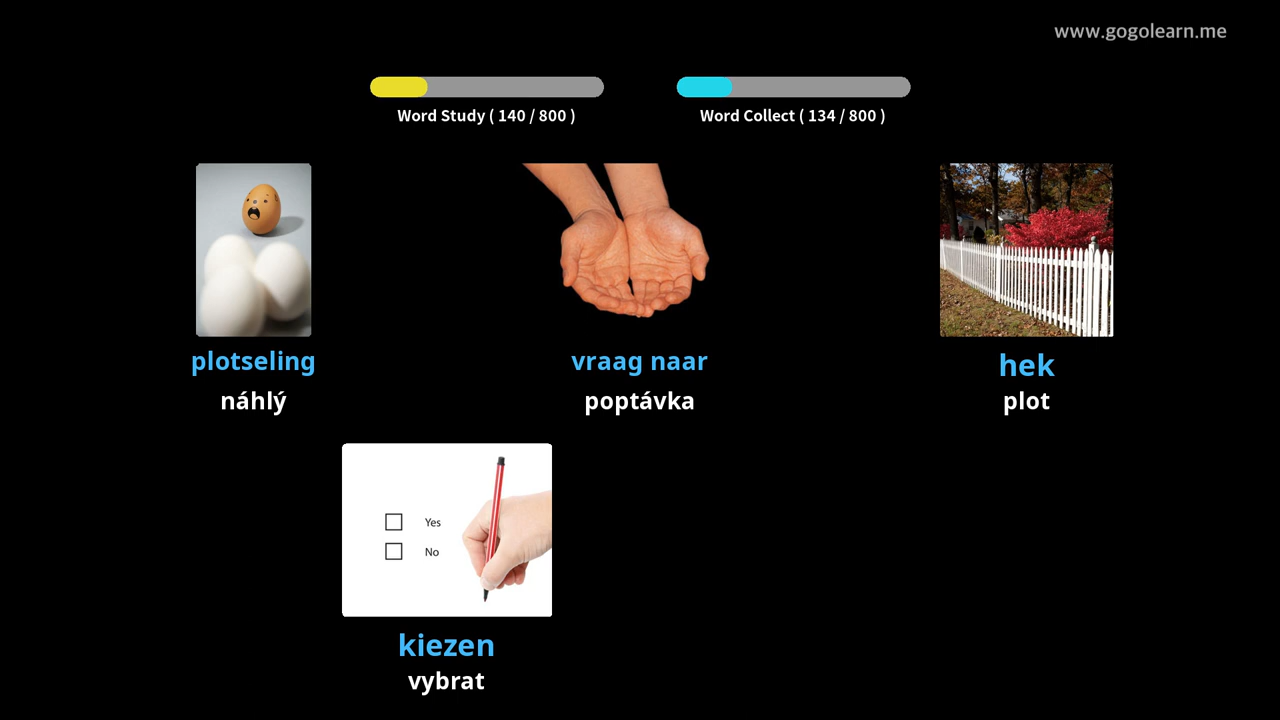 www.gogolearn.me
Word Study ( 140 / 800 )
Word Collect ( 134 / 800 )
plotseling
náhlý
vraag naar
poptávka
hek
plot
Yes
No
kiezen
vybrat